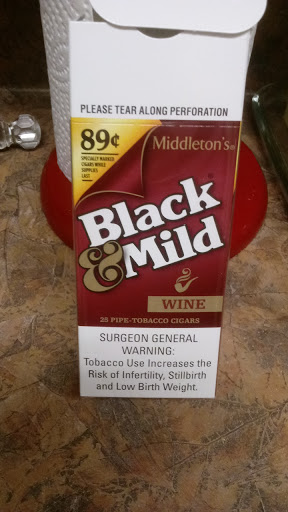 PLEASE TEAR ALONG PERFORATION
89¢
SPECIALLY MARKED
CIGARS WHILE
SUPPLIES
LAST
Middleton's
Black
& Mild
WINE
25 PIPE-TOBACCO CIGARS
SURGEON GENERAL
WARNING:
Tobacco Use Increases the
Risk of Infertility, Stillbirth
and Low Birth Weight.